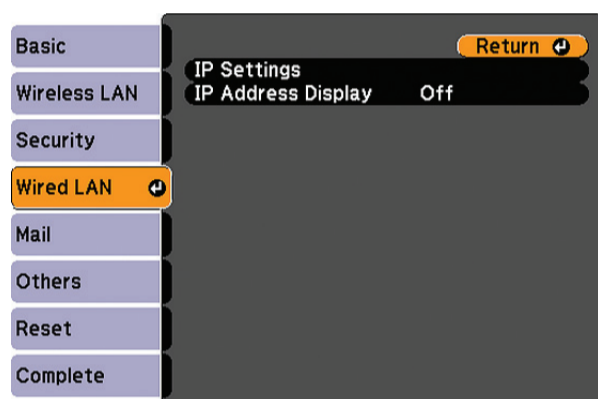 Basic
Wireless LAN
Security
Wired LAN
Mail
Others
Reset
Complete
Return
IP Settings
IP Address Display Off